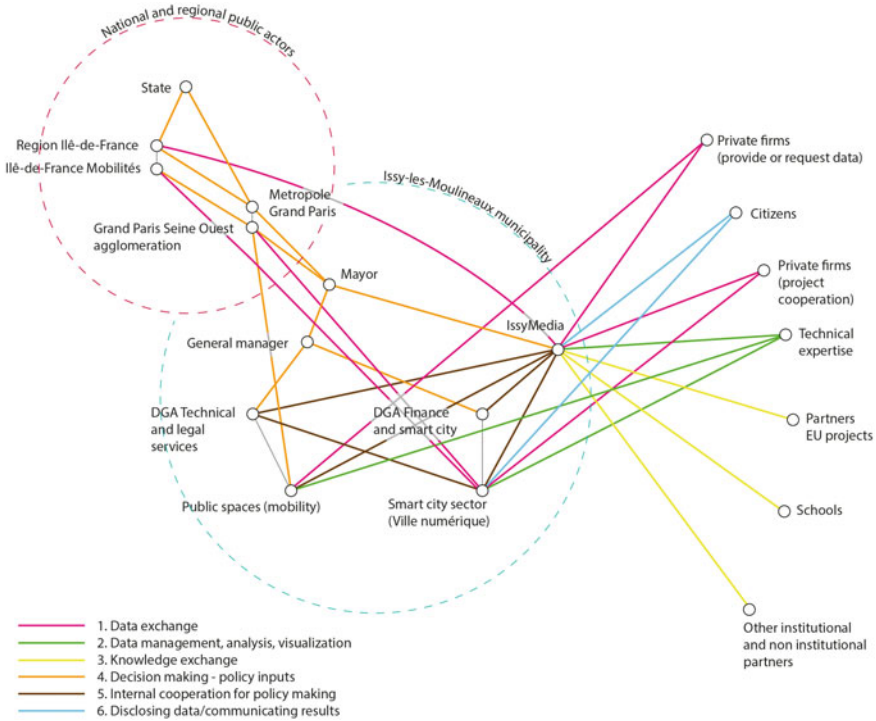 National and regional public actors
State
Region Ilê-de-France
Ilê-de-France Mobilités
Metropole
Grand Paris
Grand Paris Seine Ouest
agglomeration
Issy-les-Moulineaux municipality
Mayor
General manager
IssyMedia
DGA Technical
and legal
services
DGA Finance
and smart city
Public spaces (mobility)
Smart city sector
(Ville numérique)
Private firms
(provide or request data)
Citizens
Private firms
(project
cooperation)
Technical
expertise
Partners
EU projects
Schools
Other institutional
and non institutional
partners
1. Data exchange
2. Data management, analysis, visualization
3. Knowledge exchange
4. Decision making - policy inputs
5. Internal cooperation for policy making
6. Disclosing data/communicating results